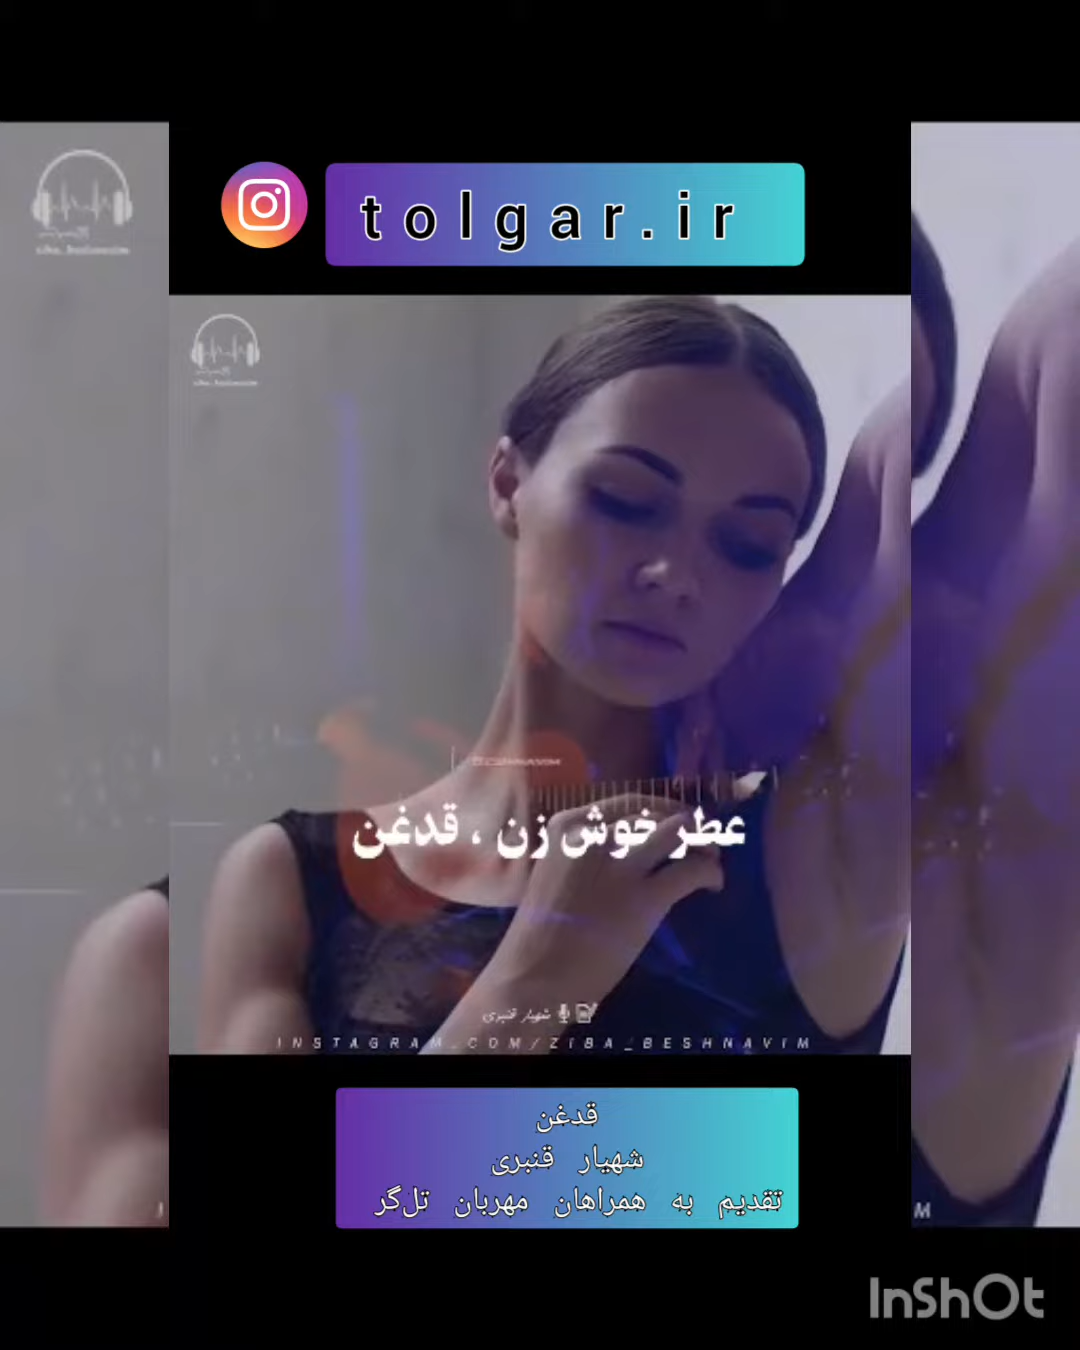 tolgar.ir
عطر خوش زن ، قدغن
شهیار قنبری
INSTAGRAM.COM/ZIBA_BESHNAVIM
قدغن
شهیار قنبری
تقدیم به همراهان مهربان تل‌گر
InShOt